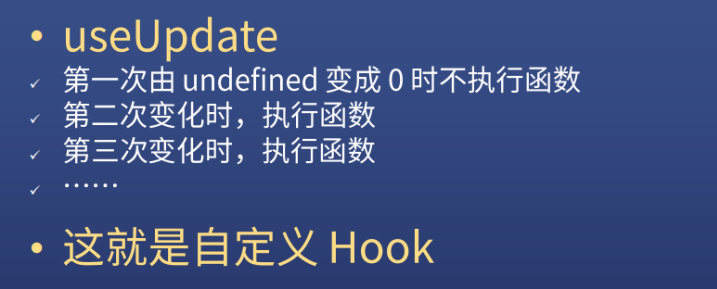 • useUpdate
✓ 第一次由 undefined 变成 0 时不执行函数
✓ 第二次变化时，执行函数
✓ 第三次变化时，执行函数
✓ ……
• 这就是自定义 Hook